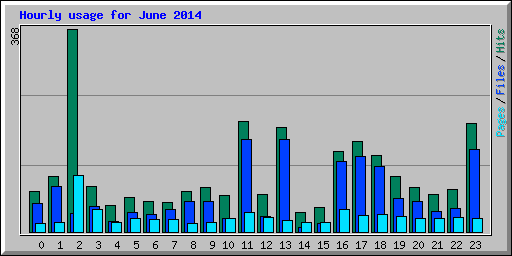 Hourly usage for June 2014
368
Pages/Files/Hits
0 1 2 3 4 5 6 7 8 9 10 11 12 13 14 15 16 17 18 19 20 21 22 23